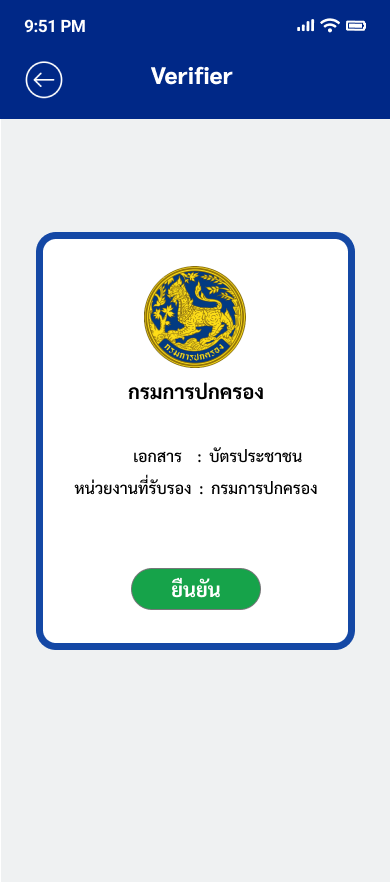 9:51 PM
Verifier
กรมการปกครอง
กรมการปกครอง
เอกสาร : บัตรประชาชน
หน่วยงานที่รับรอง : กรมการปกครอง
ยืนยัน